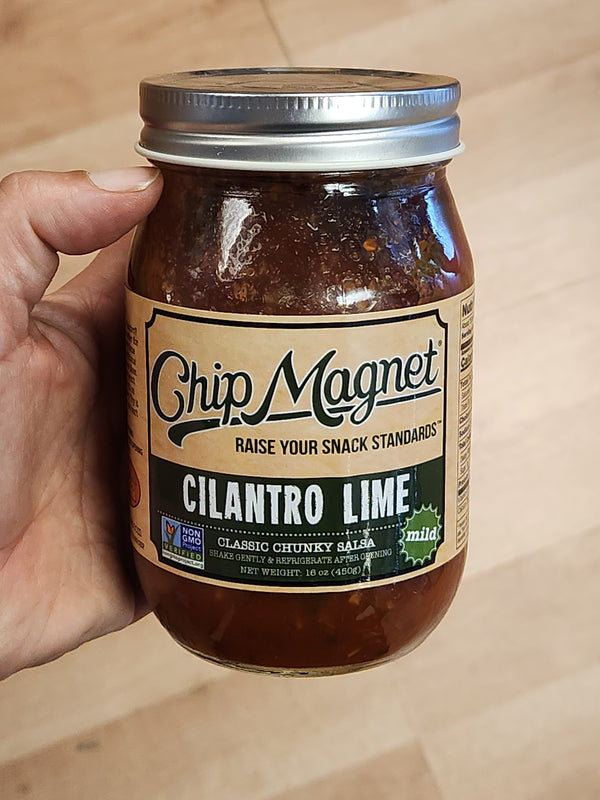 Chip Magnet®
RAISE YOUR SNACK STANDARDS™
CILANTRO LIME
NON
GMO
Project
VERIFIED
mild
CLASSIC CHUNKY SALSA
SHAKE GENTLY & REFRIGERATE AFTER OPENING
NET WEIGHT: 16 oz (450g)